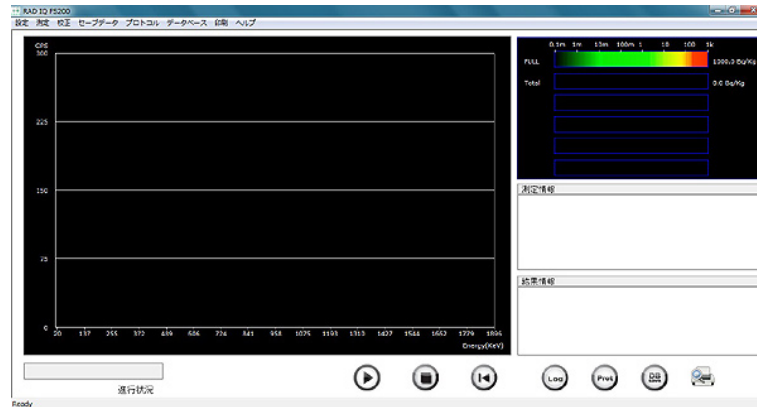 RAD IQ FS200
設定 測定 校正 セーブデータ プロトコル データベース 印刷 ヘルプ
CPS
300
225
150
75
0
20 137 255 372 489 606 724 841 958 1075 1193 1310 1427 1544 1662 1779 1896
Energy(KeV)
0.1m 1m 10m 100m 1 10 100 1k
FULL 1000.0 Bq/Kg
Total 0.0 Bq/Kg
測定情報
結果情報
進行状況
Log
Ready